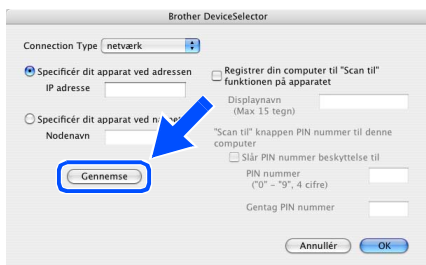 Brother DeviceSelector
Connection Type netværk
Specificér dit apparat ved adressen
IP adresse
Specificér dit apparat ved
Nodenavn
Gennemse
Registrer din computer til "Scan til"
funktionen på apparatet
Displaynavn
(Max 15 tegn)
"Scan til" knappen PIN nummer til denne
computer
Slår PIN nummer beskyttelse til
PIN nummer
("0" - "9", 4 cifre)
Gentag PIN nummer
Annullér
OK